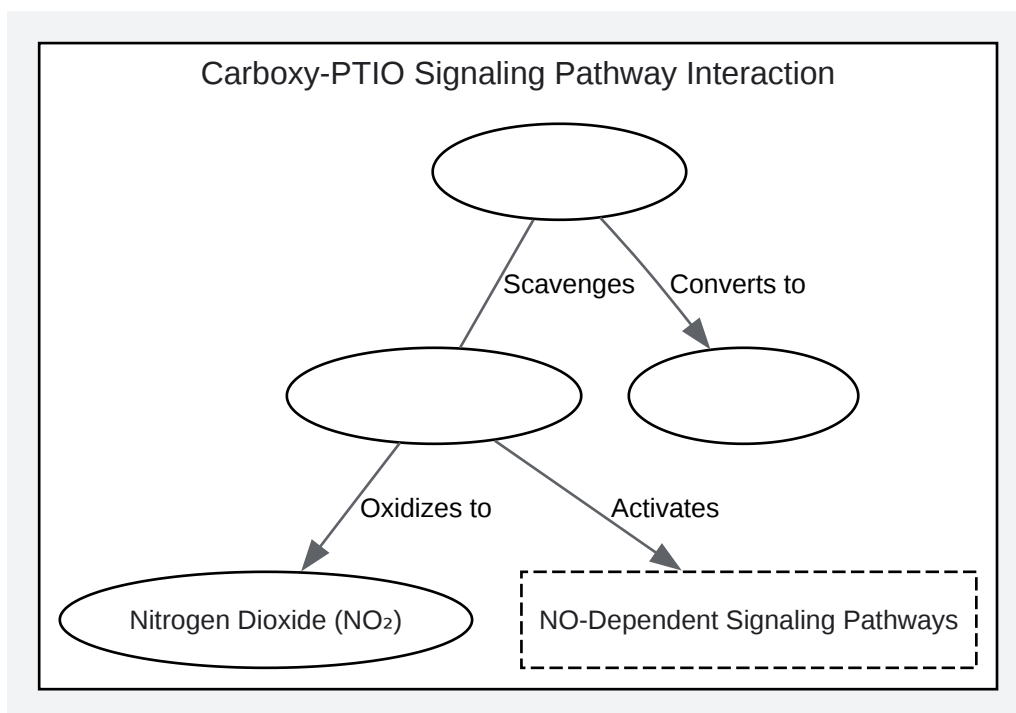 Carboxy-PTIO Signaling Pathway Interaction
Scavenges
Converts to
Oxidizes to
Activates
Nitrogen Dioxide (NO₂)
NO-Dependent Signaling Pathways